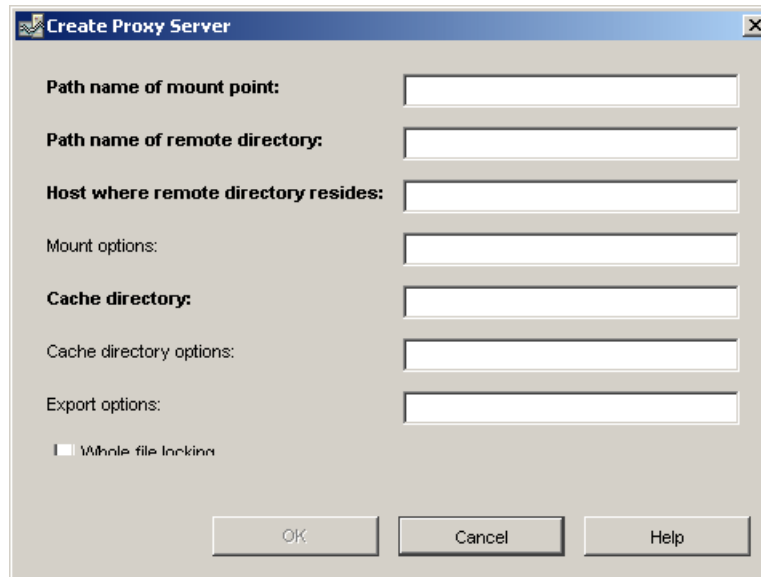 Create Proxy Server
Path name of mount point:
Path name of remote directory:
Host where remote directory resides:
Mount options:
Cache directory:
Cache directory options:
Export options:
Whole file locking
OK Cancel Help